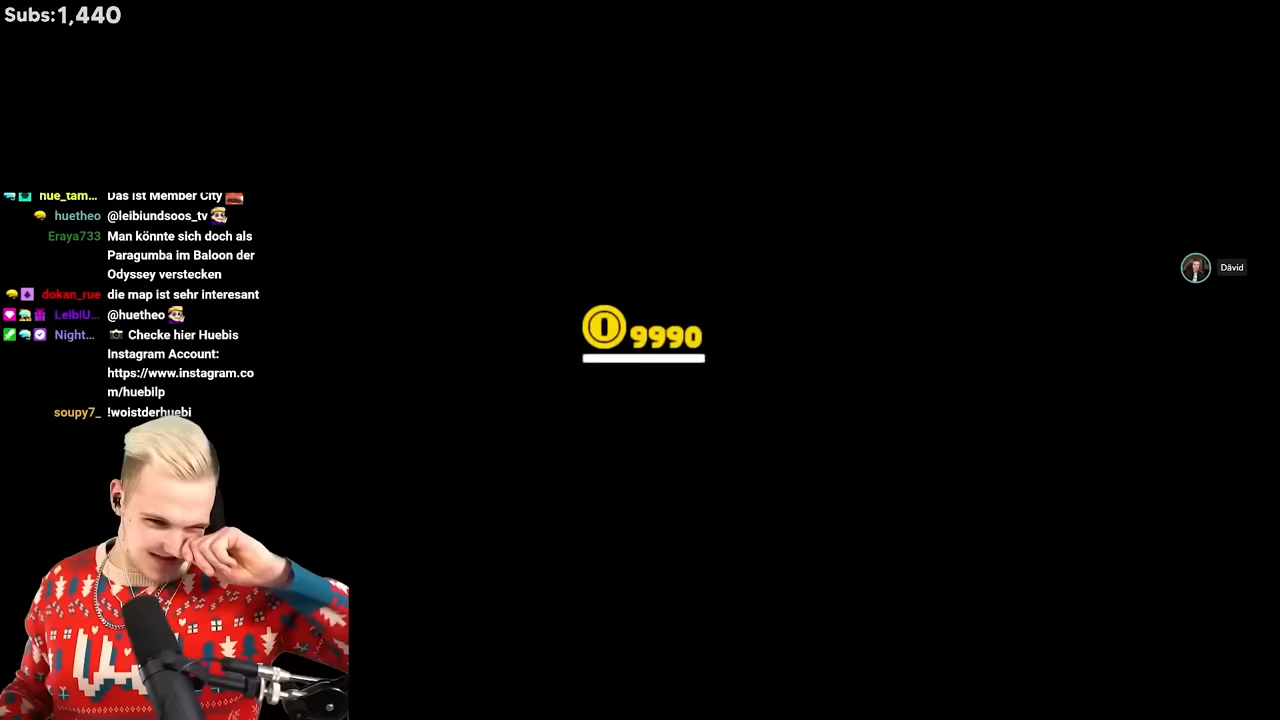 Subs: 1,440
hue_tam... Das ist Member City
huetheo @leibiundsoos_tv
Eraya733 Man könnte sich doch als
Paragumba im Baloon der
Odyssey verstecken
dokan_rue die map ist sehr interesant
LeibiU... @huetheo
Night... Checke hier Huebis
Instagram Account:
https://www.instagram.co
m/huebilp
soupy7_ !woistderhuebi
9990
Dävid